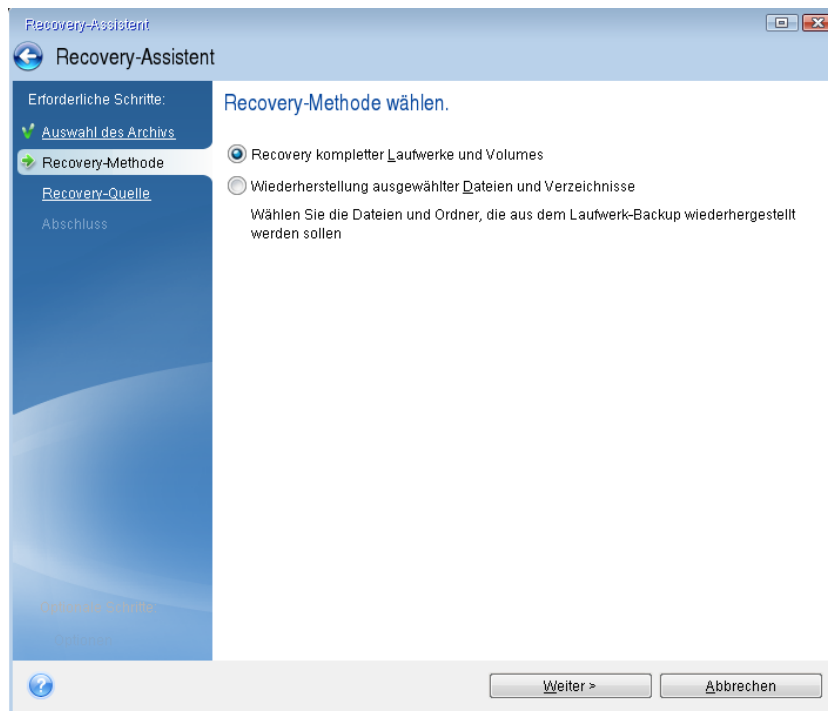 Recovery-Assistent
Recovery-Assistent
Erforderliche Schritte:
Auswahl des Archivs
Recovery-Methode
Recovery-Quelle
Abschluss
Recovery-Methode wählen.
Recovery kompletter Laufwerke und Volumes
Wiederherstellung ausgewählter Dateien und Verzeichnisse
Wählen Sie die Dateien und Ordner, die aus dem Laufwerk-Backup wiederhergestellt
werden sollen
Schritte:
Weiter >
Abbrechen